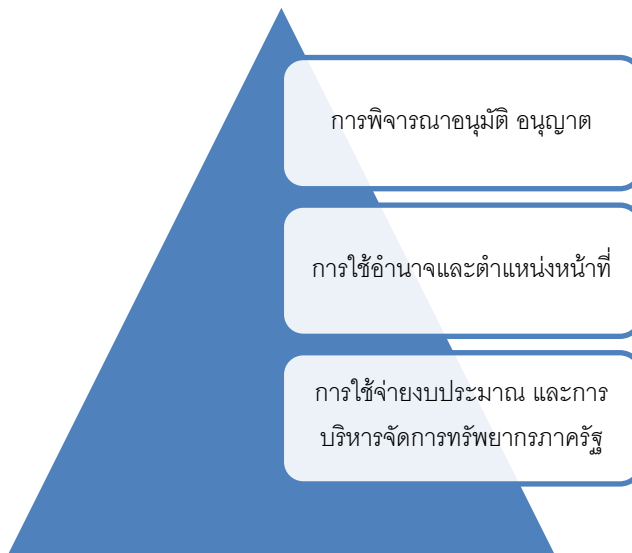 การพิจารณาอนุมัติ อนุญาต
การใช้อำนาจและตำแหน่งหน้าที่
การใช้จ่ายงบประมาณ และการ
บริหารจัดการทรัพยากรภาครัฐ